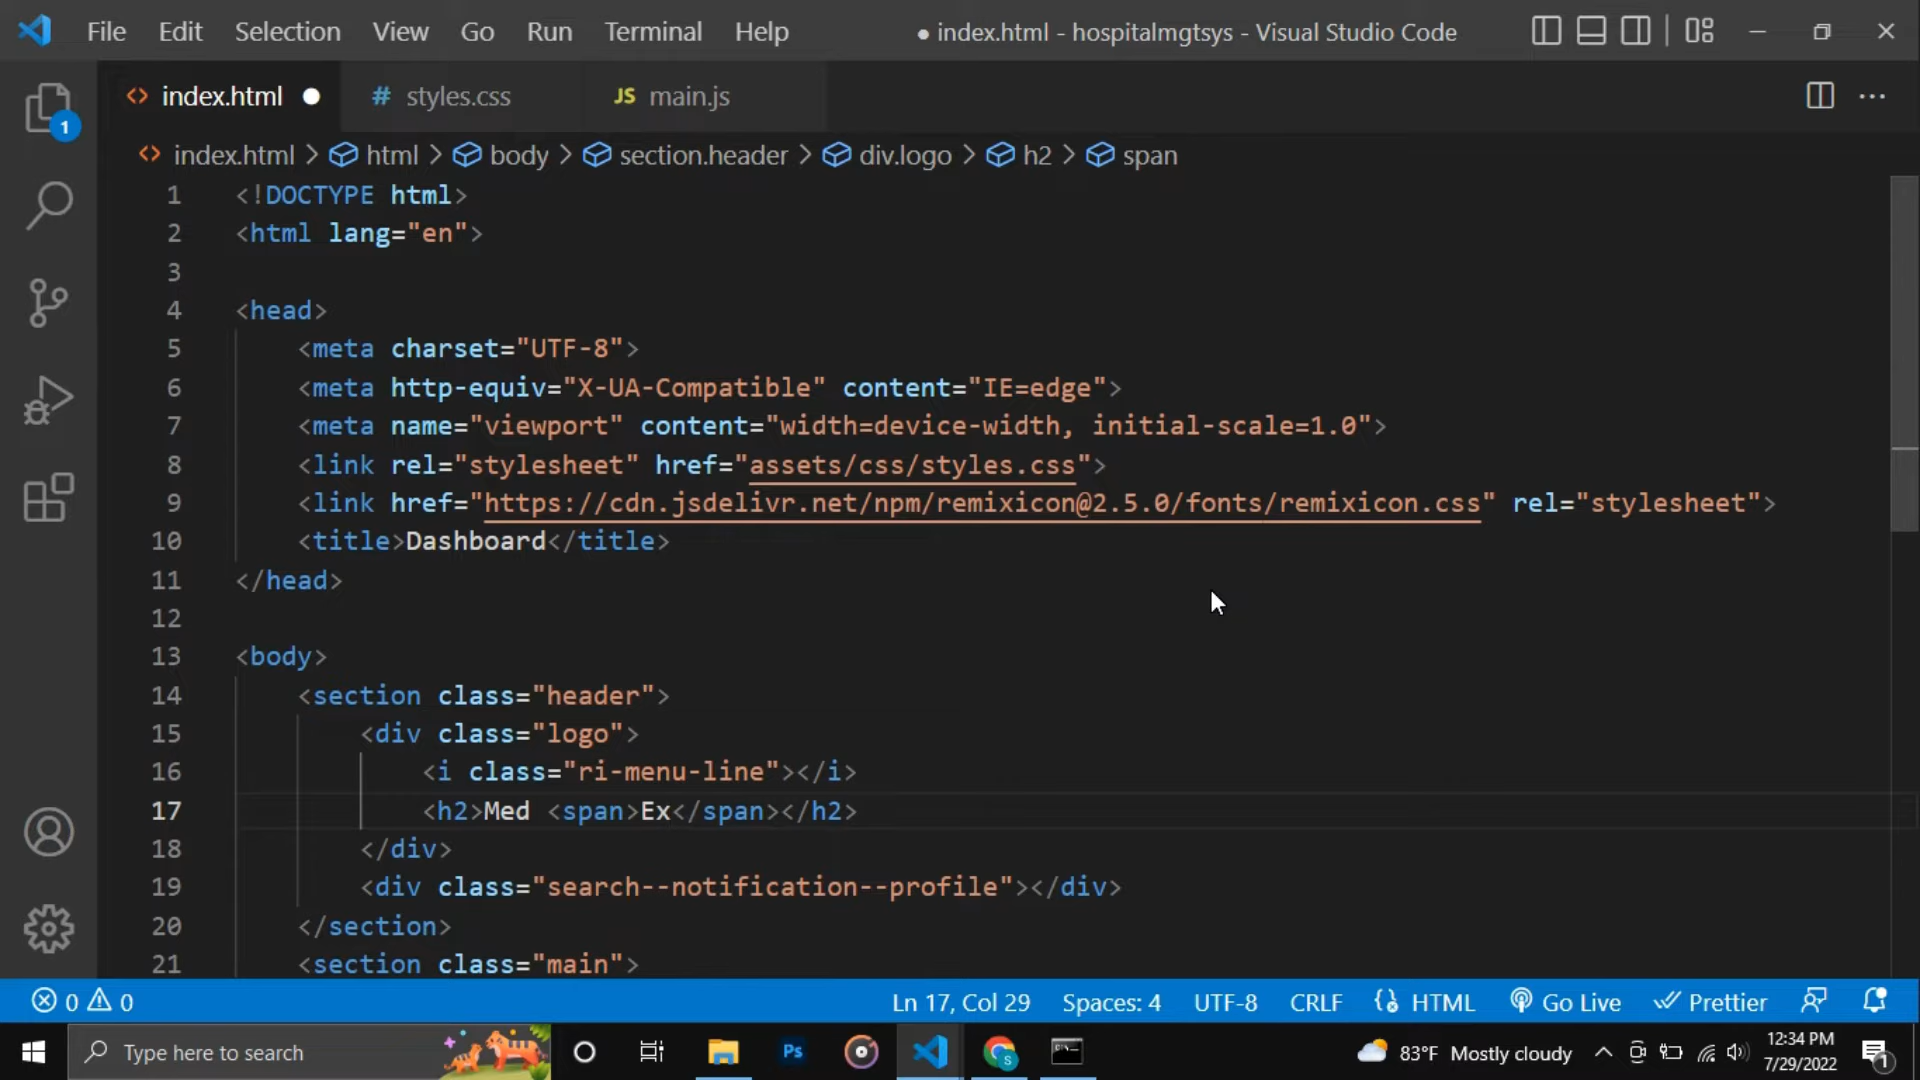 File Edit Selection View Go Run Terminal Help ● index.html - hospitalmgtsys - Visual Studio Code
index.html ● # styles.css JS main.js ···
1
index.html > html > body > section.header > div.logo > h2 > span
1 <!DOCTYPE html>
2 <html lang="en">
3
4 <head>
5 <meta charset="UTF-8">
6 <meta http-equiv="X-UA-Compatible" content="IE=edge">
7 <meta name="viewport" content="width=device-width, initial-scale=1.0">
8 <link rel="stylesheet" href="assets/css/styles.css">
9 <link href="https://cdn.jsdelivr.net/npm/remixicon@2.5.0/fonts/remixicon.css" rel="stylesheet">
10 <title>Dashboard</title>
11 </head>
12
13 <body>
14 <section class="header">
15 <div class="logo">
16 <i class="ri-menu-line"></i>
17 <h2>Med <span>Ex</span></h2>
18 </div>
19 <div class="search--notification--profile"></div>
20 </section>
21 <section class="main">
0 0 Ln 17, Col 29 Spaces: 4 UTF-8 CRLF HTML Go Live Prettier
Type here to search Ps S 83°F Mostly cloudy 12:34 PM
7/29/2022 1